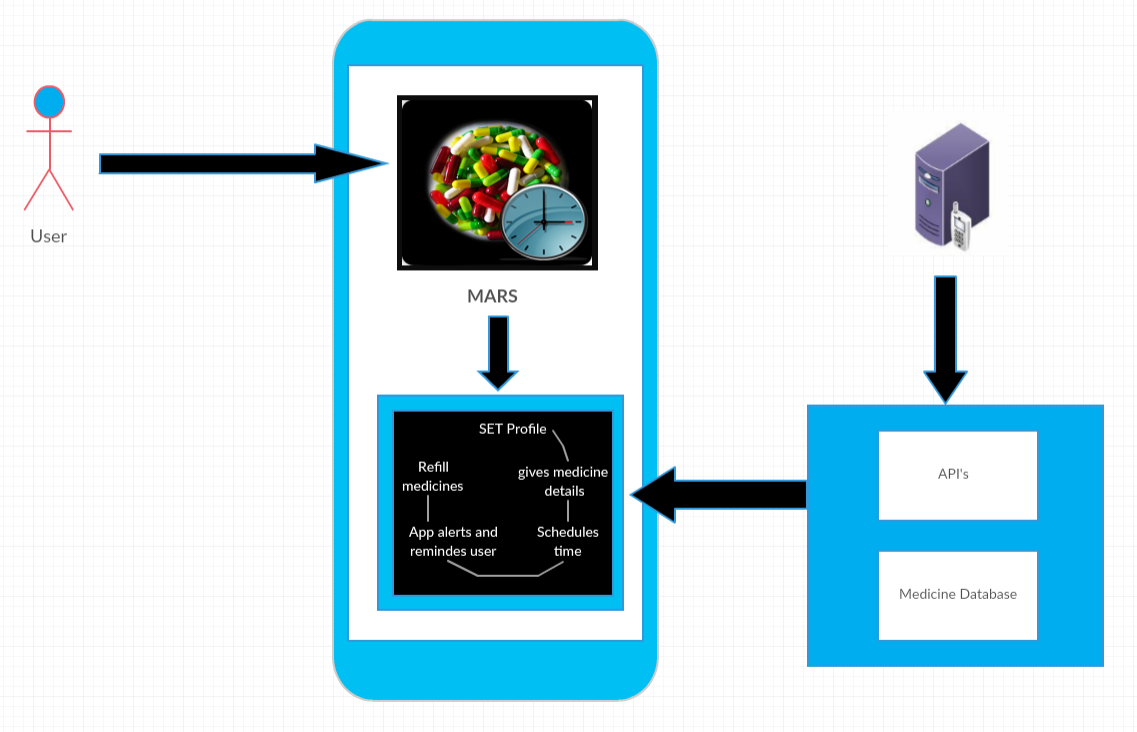 User
MARS
SET Profile
gives medicine
details
Schedules
time
App alerts and
remindes user
Refill
medicines
API's
Medicine Database